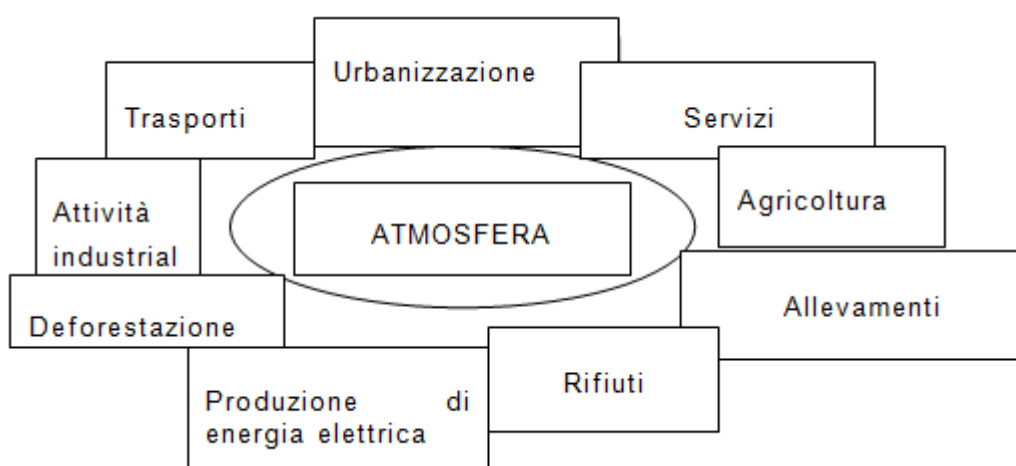 Urbanizzazione
Trasporti
Servizi
Attività
industrial
Agricoltura
ATMOSFERA
Allevamenti
Deforestazione
Rifiuti
Produzione di
energia elettrica